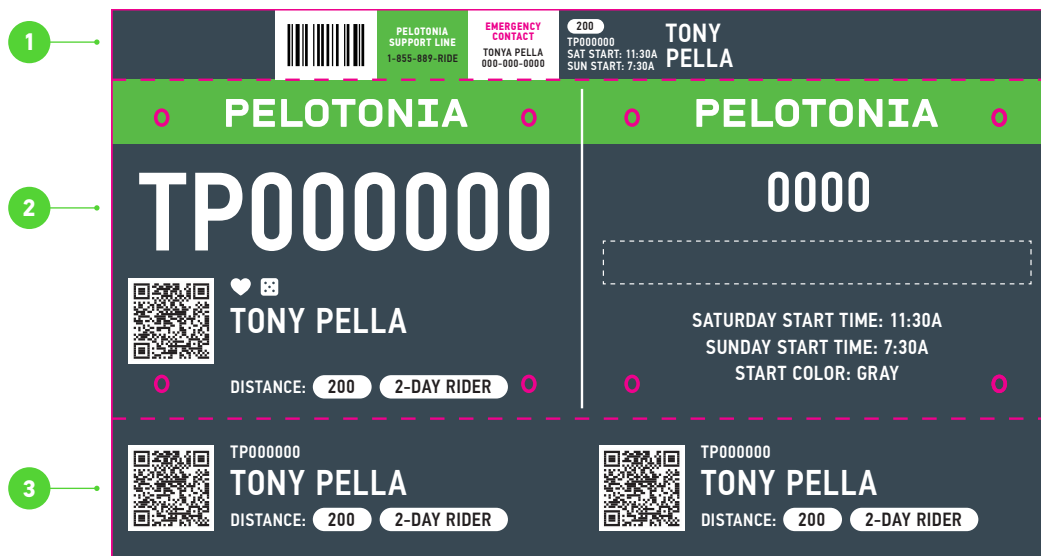 1
PELOTONIA
SUPPORT LINE
1-855-889-RIDE
EMERGENCY
CONTACT
TONYA PELLA
000-000-0000
200
TP000000
SAT START: 11:30A
SUN START: 7:30A
TONY
PELLA
2
PELOTONIA
TP000000
TONY PELLA
DISTANCE: 200 2-DAY RIDER
PELOTONIA
0000
SATURDAY START TIME: 11:30A
SUNDAY START TIME: 7:30A
START COLOR: GRAY
3
TP000000
TONY PELLA
DISTANCE: 200 2-DAY RIDER
TP000000
TONY PELLA
DISTANCE: 200 2-DAY RIDER